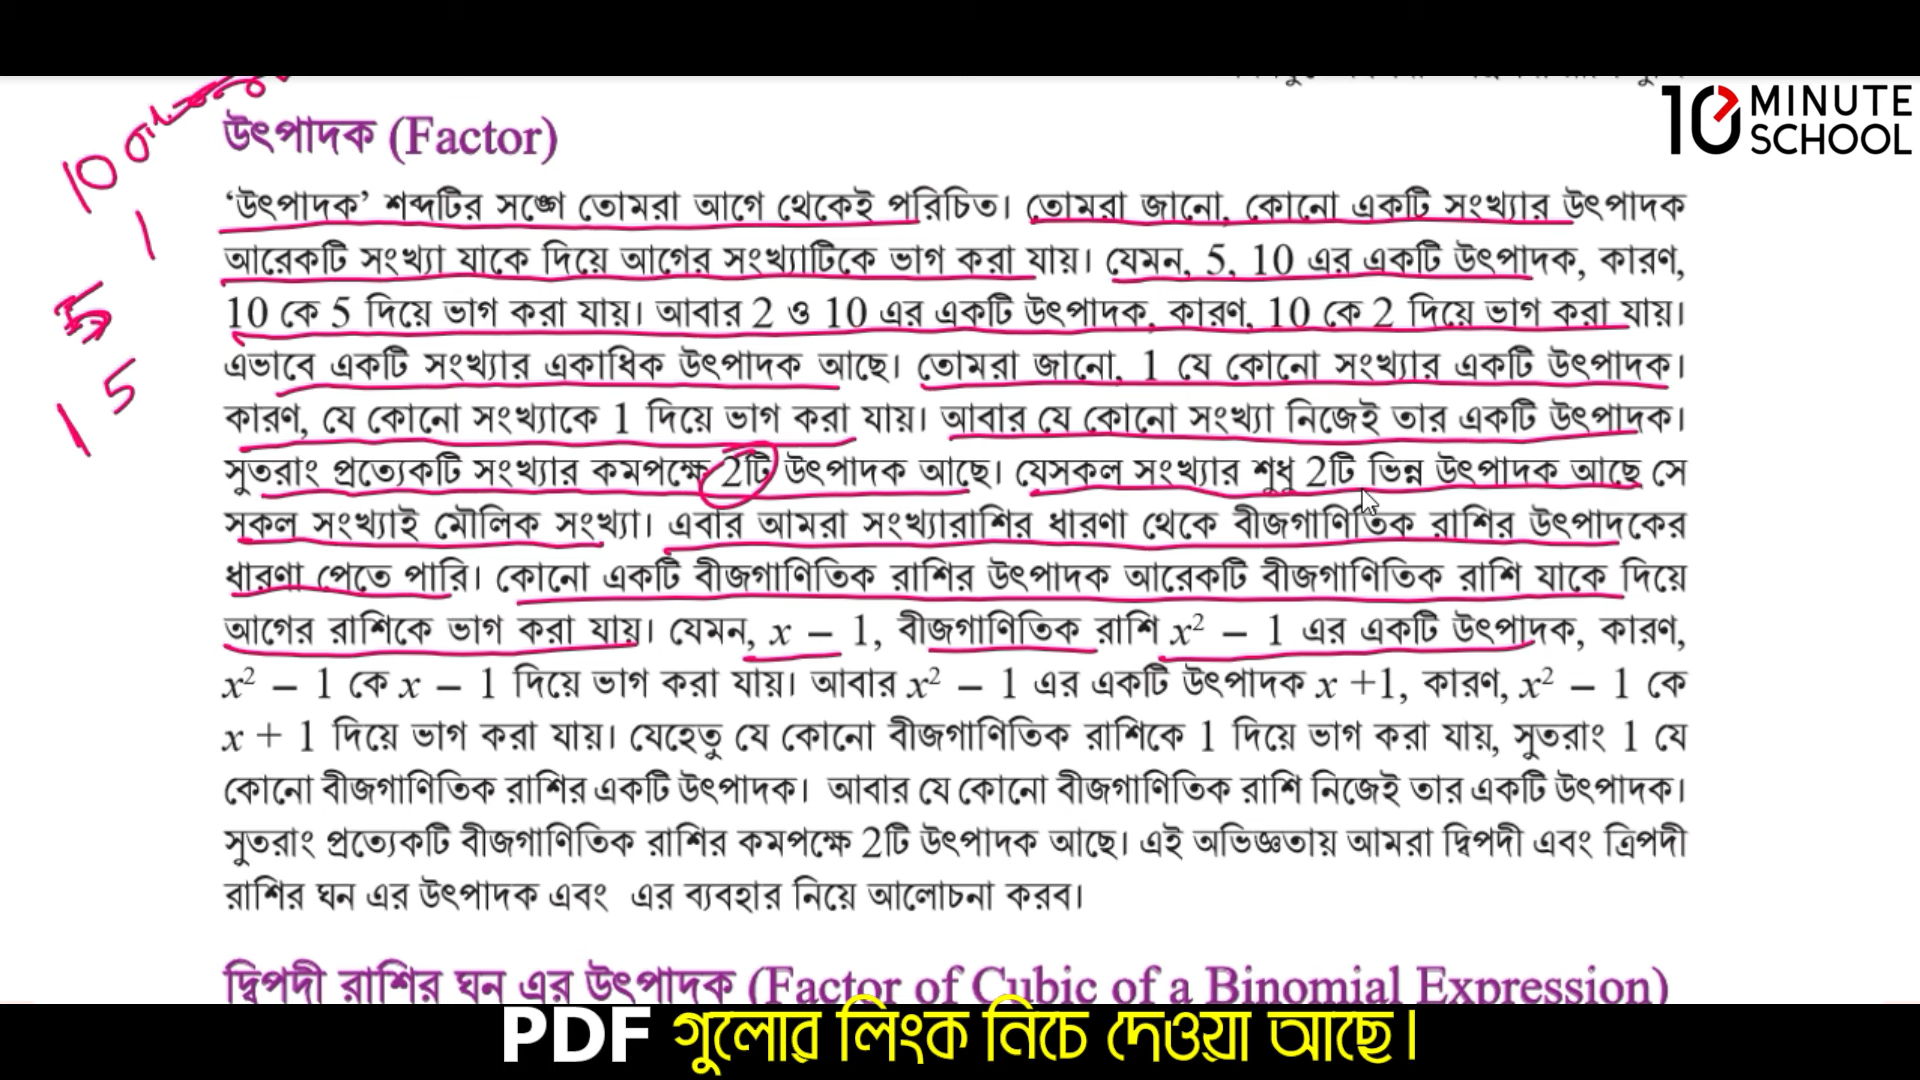 10 MINUTE SCHOOL
10
1
5
5
1
উৎপাদক (Factor)
‘উৎপাদক’ শব্দটির সঙ্গে তোমরা আগে থেকেই পরিচিত। তোমরা জানো, কোনো একটি সংখ্যার উৎপাদক
আরেকটি সংখ্যা যাকে দিয়ে আগের সংখ্যাটিকে ভাগ করা যায়। যেমন, 5, 10 এর একটি উৎপাদক, কারণ,
10 কে 5 দিয়ে ভাগ করা যায়। আবার 2 ও 10 এর একটি উৎপাদক, কারণ, 10 কে 2 দিয়ে ভাগ করা যায়।
এভাবে একটি সংখ্যার একাধিক উৎপাদক আছে। তোমরা জানো, 1 যে কোনো সংখ্যার একটি উৎপাদক।
কারণ, যে কোনো সংখ্যাকে 1 দিয়ে ভাগ করা যায়। আবার যে কোনো সংখ্যা নিজেই তার একটি উৎপাদক।
সুতরাং প্রত্যেকটি সংখ্যার কমপক্ষে 2টি উৎপাদক আছে। যেসকল সংখ্যার শুধু 2টি ভিন্ন উৎপাদক আছে সে
সকল সংখ্যাই মৌলিক সংখ্যা। এবার আমরা সংখ্যারাশির ধারণা থেকে বীজগাণিতিক রাশির উৎপাদকের
ধারণা পেতে পারি। কোনো একটি বীজগাণিতিক রাশির উৎপাদক আরেকটি বীজগাণিতিক রাশি যাকে দিয়ে
আগের রাশিকে ভাগ করা যায়। যেমন, x – 1, বীজগাণিতিক রাশি x² – 1 এর একটি উৎপাদক, কারণ,
x² – 1 কে x – 1 দিয়ে ভাগ করা যায়। আবার x² – 1 এর একটি উৎপাদক x +1, কারণ, x² – 1 কে
x + 1 দিয়ে ভাগ করা যায়। যেহেতু যে কোনো বীজগাণিতিক রাশিকে 1 দিয়ে ভাগ করা যায়, সুতরাং 1 যে
কোনো বীজগাণিতিক রাশির একটি উৎপাদক। আবার যে কোনো বীজগাণিতিক রাশি নিজেই তার একটি উৎপাদক।
সুতরাং প্রত্যেকটি বীজগাণিতিক রাশির কমপক্ষে 2টি উৎপাদক আছে। এই অভিজ্ঞতায় আমরা দ্বিপদী এবং ত্রিপদী
রাশির ঘন এর উৎপাদক এবং এর ব্যবহার নিয়ে আলোচনা করব।
দ্বিপদী রাশির ঘন এর উৎপাদক (Factor of Cubic of a Binomial Expression)
PDF গুলোর লিংক নিচে দেওয়া আছে।